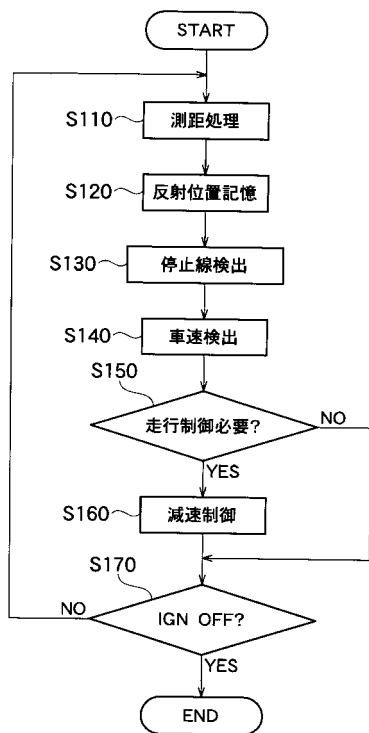 START
S110
測距処理
S120
反射位置記憶
S130
停止線検出
S140
車速検出
S150
走行制御必要?
NO
YES
S160
減速制御
S170
IGN OFF?
NO
YES
END